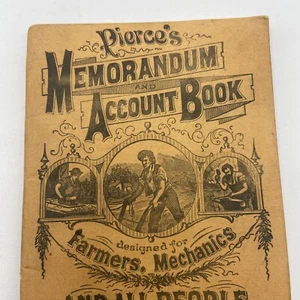 Pierce's
MEMORANDUM
AND
ACCOUNT BOOK
designed for
Farmers, Mechanics
AND ALL PEOPLE